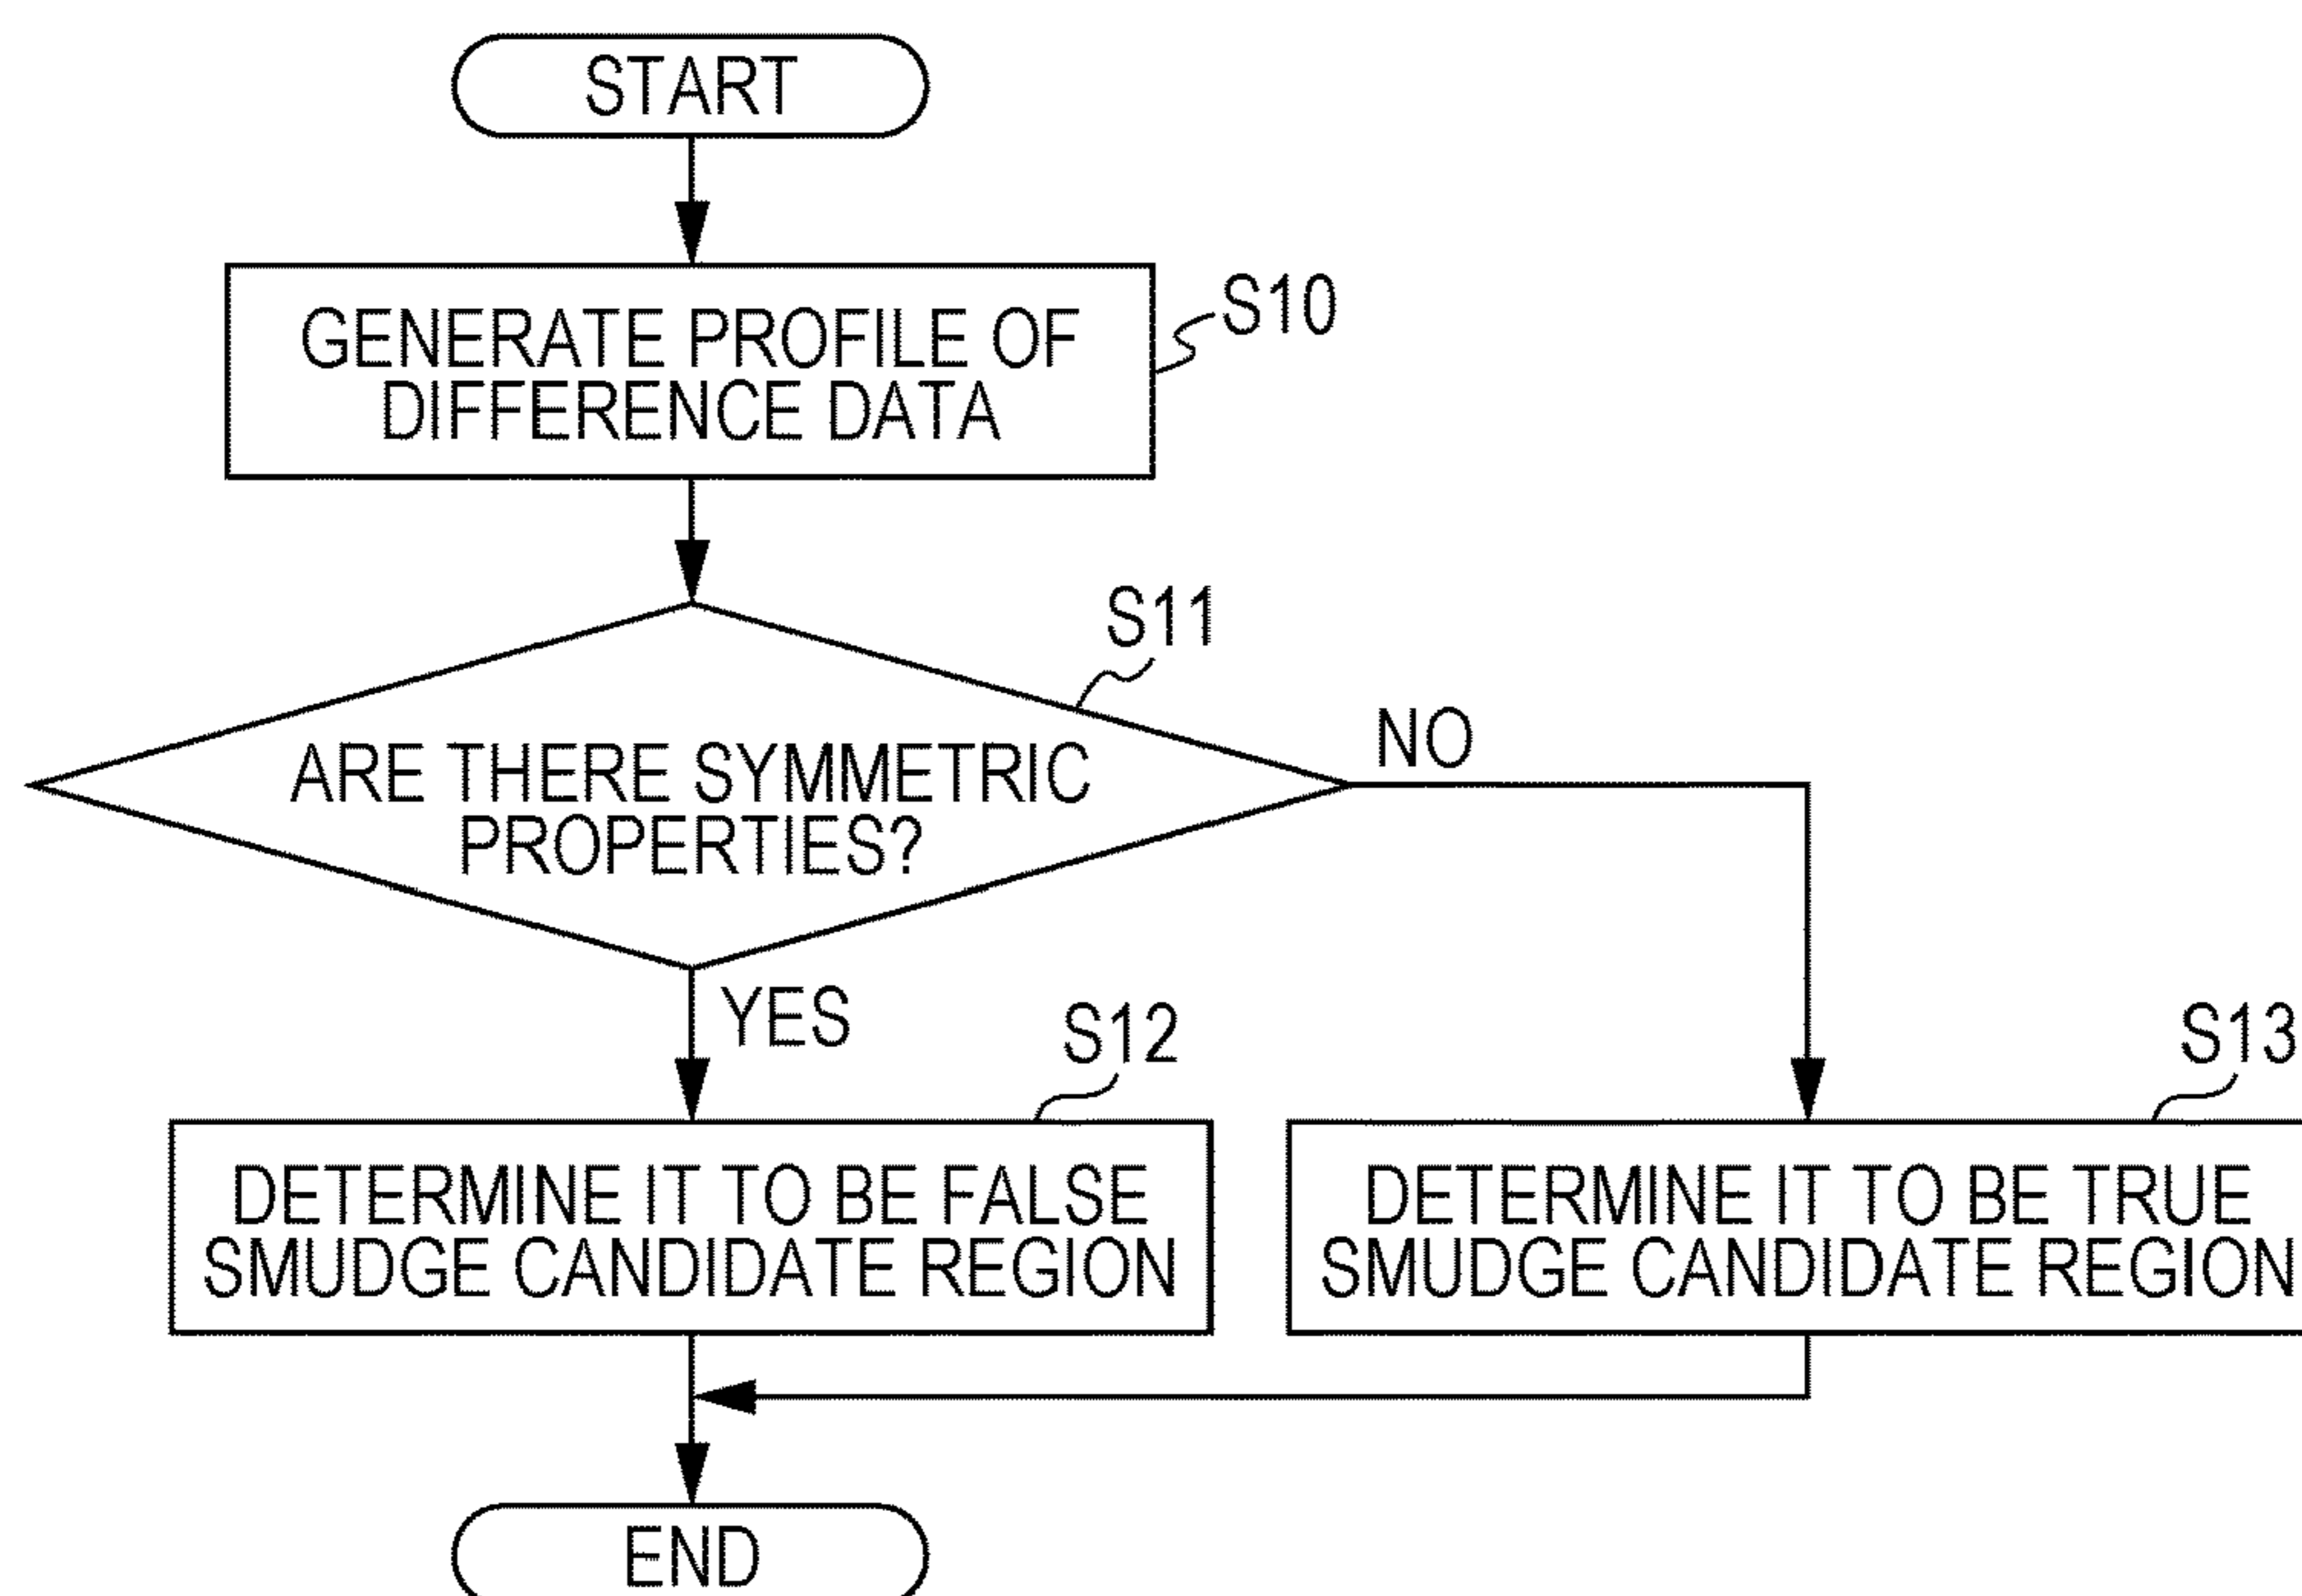 START
GENERATE PROFILE OF
DIFFERENCE DATA
S10
S11
ARE THERE SYMMETRIC
PROPERTIES?
NO
YES
S12
DETERMINE IT TO BE FALSE
SMUDGE CANDIDATE REGION
S13
DETERMINE IT TO BE TRUE
SMUDGE CANDIDATE REGION
END